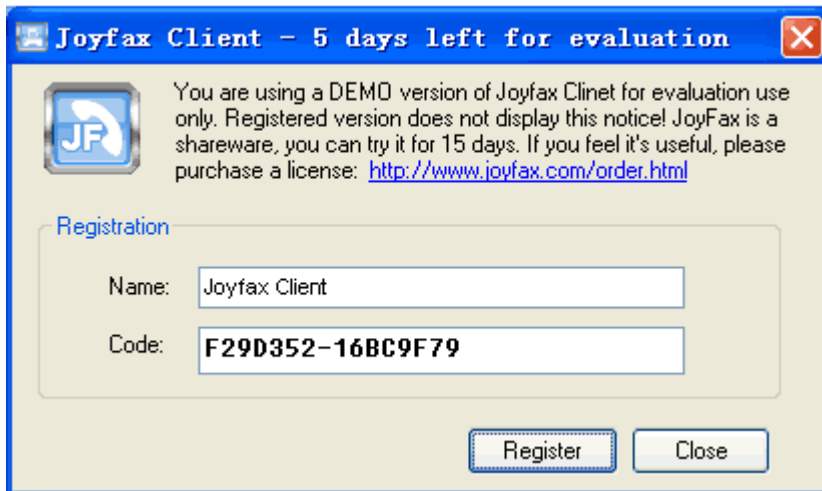 Joyfax Client - 5 days left for evaluation
JF
You are using a DEMO version of Joyfax Clinet for evaluation use
only. Registered version does not display this notice! JoyFax is a
shareware, you can try it for 15 days. If you feel it's useful, please
purchase a license: http://www.joyfax.com/order.html
Registration
Name: Joyfax Client
Code: F29D352-16BC9F79
Register Close